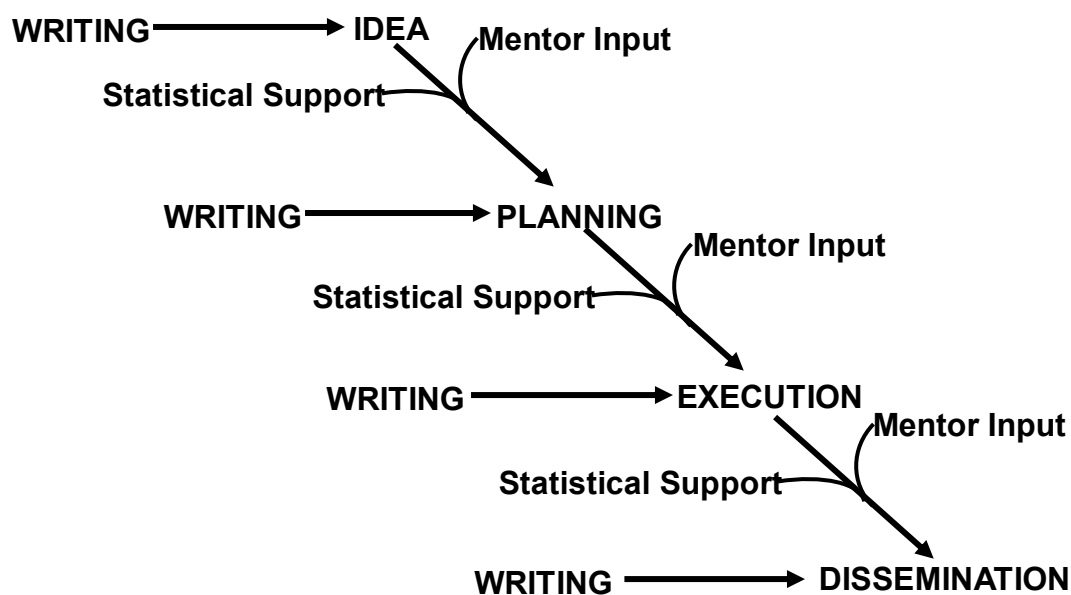 WRITING IDEA Mentor Input
Statistical Support
WRITING PLANNING
Mentor Input
Statistical Support
WRITING EXECUTION
Mentor Input
Statistical Support
WRITING DISSEMINATION